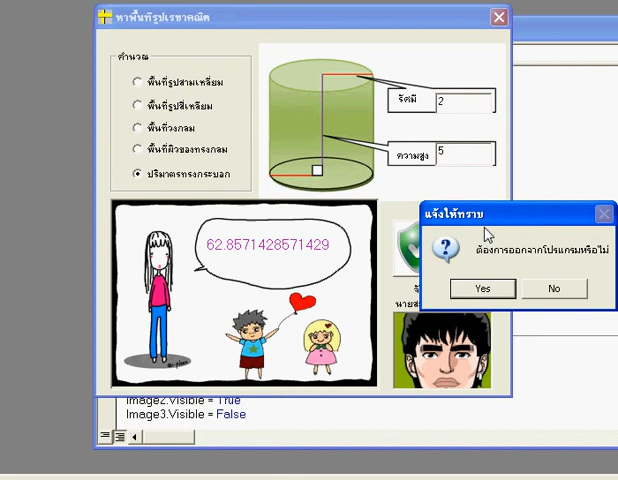 หาพื้นที่รูปเรขาคณิต
คำนวณ
พื้นที่รูปสามเหลี่ยม
พื้นที่รูปสี่เหลี่ยม
พื้นที่วงกลม
พื้นที่ผิวของทรงกลม
ปริมาตรทรงกระบอก
รัศมี
2
ความสูง
5
62.8571428571429
แจ้งให้ทราบ
ต้องการออกจากโปรแกรมหรือไม่
Yes
No
Image2.Visible = True
Image3.Visible = False